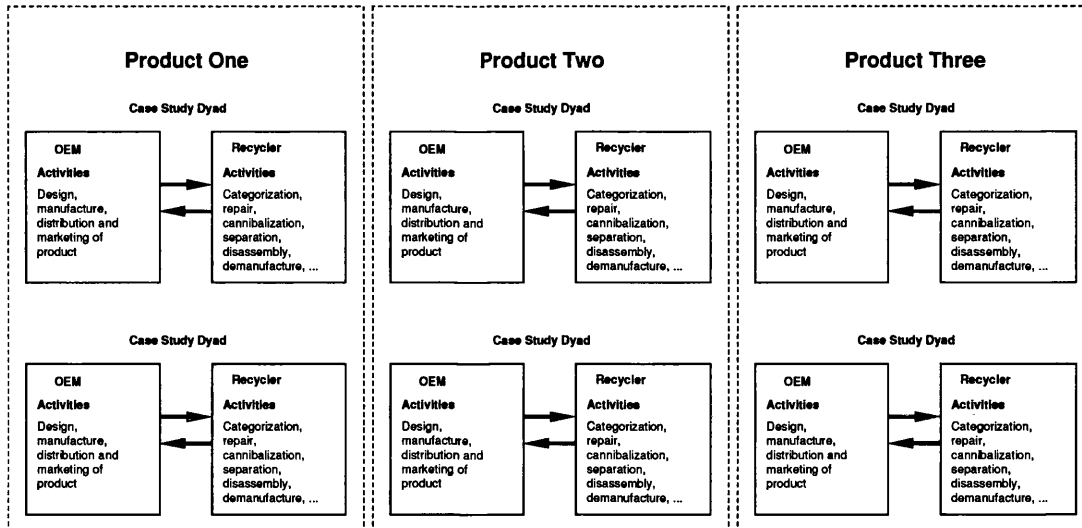 Product One
Case Study Dyad
OEM
Activities
Design,
manufacture,
distribution and
marketing of
product
Recycler
Activities
Categorization,
repair,
cannibalization,
separation,
disassembly,
demanufacture, ...
Case Study Dyad
OEM
Activities
Design,
manufacture,
distribution and
marketing of
product
Recycler
Activities
Categorization,
repair,
cannibalization,
separation,
disassembly,
demanufacture, ...
Product Two
Case Study Dyad
OEM
Activities
Design,
manufacture,
distribution and
marketing of
product
Recycler
Activities
Categorization,
repair,
cannibalization,
separation,
disassembly,
demanufacture, ...
Case Study Dyad
OEM
Activities
Design,
manufacture,
distribution and
marketing of
product
Recycler
Activities
Categorization,
repair,
cannibalization,
separation,
disassembly,
demanufacture, ...
Product Three
Case Study Dyad
OEM
Activities
Design,
manufacture,
distribution and
marketing of
product
Recycler
Activities
Categorization,
repair,
cannibalization,
separation,
disassembly,
demanufacture, ...
Case Study Dyad
OEM
Activities
Design,
manufacture,
distribution and
marketing of
product
Recycler
Activities
Categorization,
repair,
cannibalization,
separation,
disassembly,
demanufacture, ...